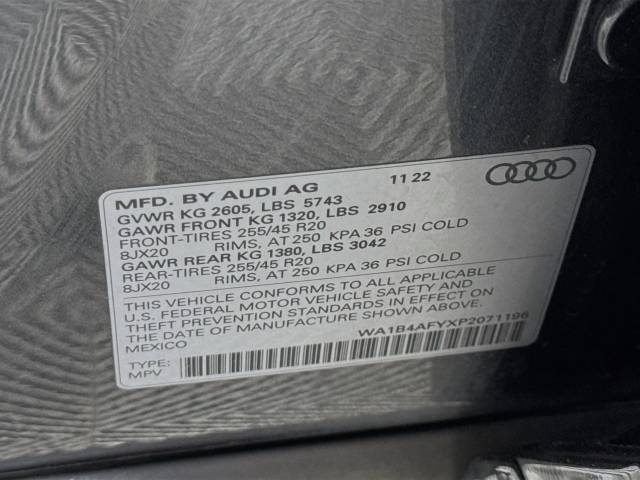 MFD. BY AUDI AG 11 22
GVWR KG 2605, LBS 5743
GAWR FRONT KG 1320, LBS 2910
FRONT-TIRES 255/45 R20
8JX20 RIMS, AT 250 KPA 36 PSI COLD
GAWR REAR KG 1380, LBS 3042
REAR-TIRES 255/45 R20
8JX20 RIMS, AT 250 KPA 36 PSI COLD
THIS VEHICLE CONFORMS TO ALL APPLICABLE
U.S. FEDERAL MOTOR VEHICLE SAFETY AND
THEFT PREVENTION STANDARDS IN EFFECT ON
THE DATE OF MANUFACTURE SHOWN ABOVE.
MEXICO
WA1B4AFYXP2071196
TYPE:
MPV